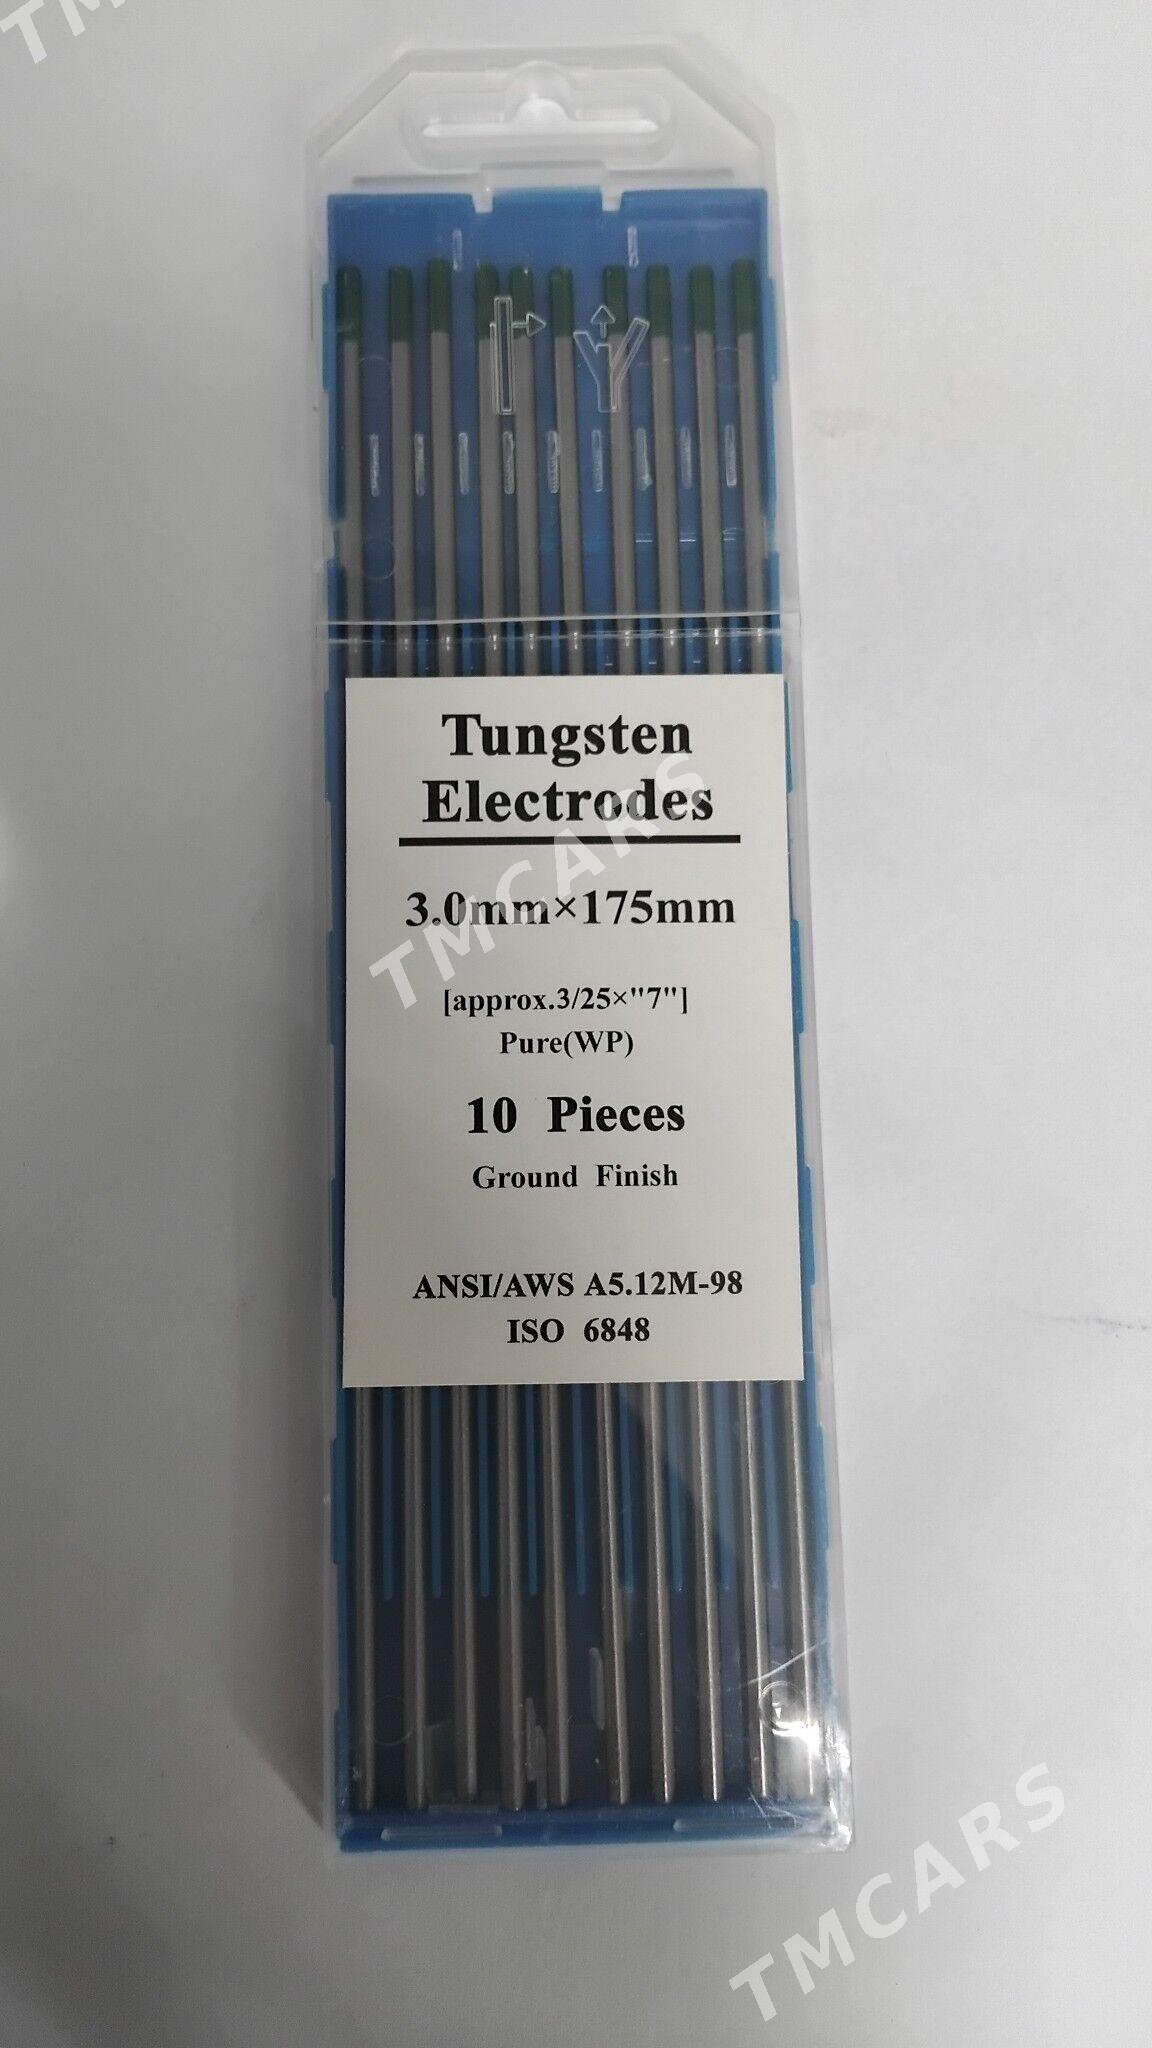 TM
Tungsten
Electrodes
3.0mm×175mm
TMCARS
[approx.3/25×"7"]
Pure(WP)
10 Pieces
Ground Finish
ANSI/AWS A5.12M-98
ISO 6848
TMCARS